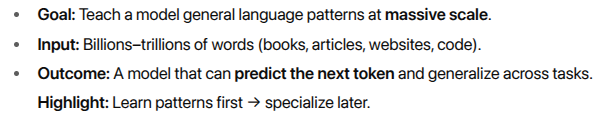 • Goal: Teach a model general language patterns at massive scale.
• Input: Billions–trillions of words (books, articles, websites, code).
• Outcome: A model that can predict the next token and generalize across tasks.
Highlight: Learn patterns first → specialize later.